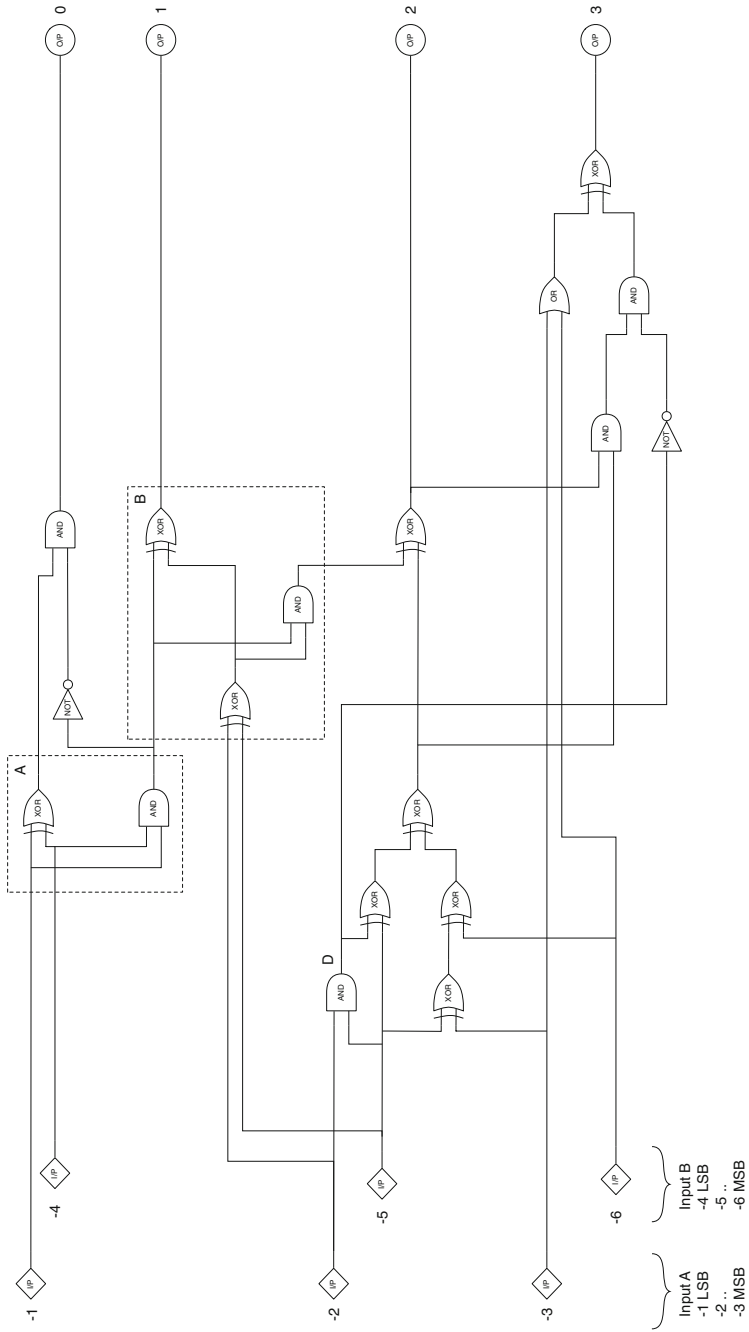 -1
I/P
-4
I/P
A
XOR
AND
NOT
AND
O/P
0
B
XOR
XOR
AND
O/P
1
-2
I/P
-5
I/P
D
AND
XOR
XOR
XOR
XOR
XOR
O/P
2
-3
I/P
-6
I/P
OR
AND
NOT
AND
XOR
O/P
3
Input A
-1 LSB
-2 ..
-3 MSB
Input B
-4 LSB
-5 ..
-6 MSB